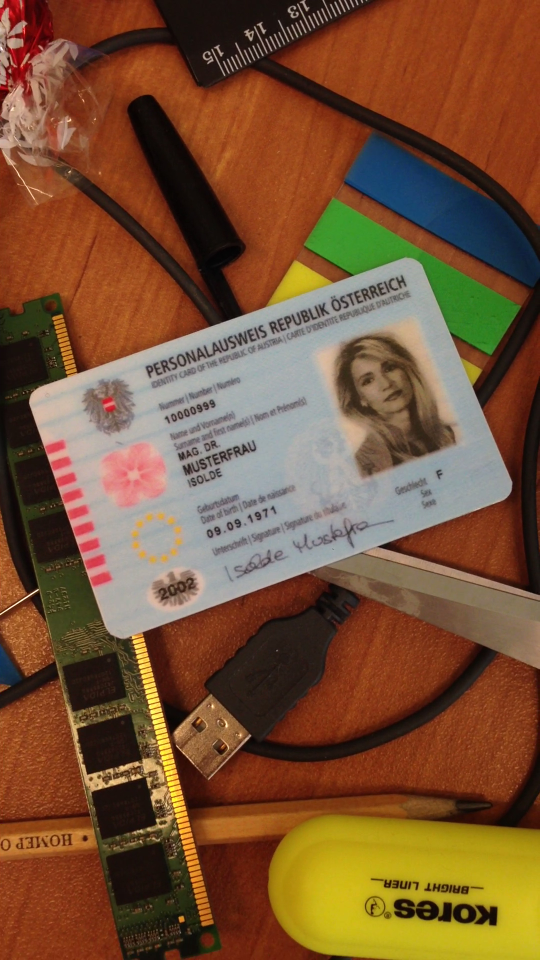 15 14 13
PERSONALAUSWEIS REPUBLIK ÖSTERREICH
IDENTITY CARD OF THE REPUBLIC OF AUSTRIA | CARTE D'IDENTITÉ RÉPUBLIQUE D'AUTRICHE
Nummer | Number | Numéro
10000999
Name und Vorname(n)
Surname and first name(s) | Nom et Prénom(s)
MAG. DR.
MUSTERFRAU
ISOLDE
Geburtsdatum
Date of birth | Date de naissance
09.09.1971
Geschlecht F
Sex
Sexe
Unterschrift | Signature | Signature du titulaire
Isolde Musterfrau
2002
HOMEP
Kores®
BRIGHT LINER